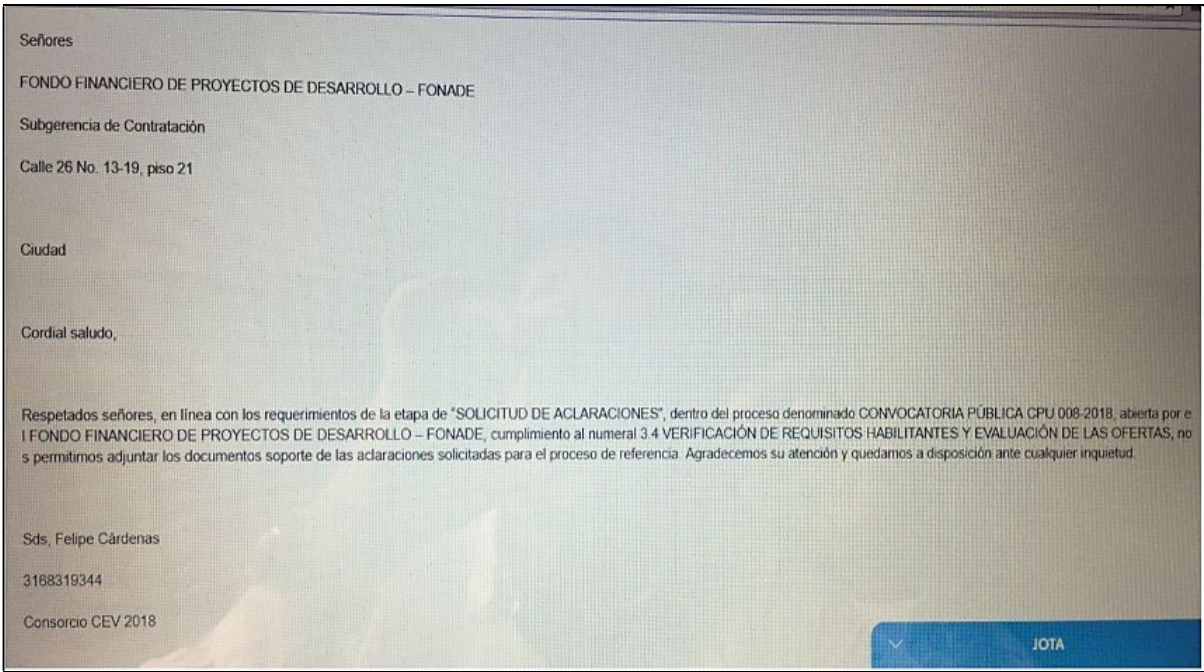 Señores
FONDO FINANCIERO DE PROYECTOS DE DESARROLLO – FONADE
Subgerencia de Contratación
Calle 26 No. 13-19, piso 21
Ciudad
Cordial saludo,
Respetados señores, en línea con los requerimientos de la etapa de "SOLICITUD DE ACLARACIONES", dentro del proceso denominado CONVOCATORIA PÚBLICA CPU 008-2018, abierta por e
l FONDO FINANCIERO DE PROYECTOS DE DESARROLLO – FONADE, cumplimiento al numeral 3.4 VERIFICACIÓN DE REQUISITOS HABILITANTES Y EVALUACIÓN DE LAS OFERTAS, no
s permitimos adjuntar los documentos soporte de las aclaraciones solicitadas para el proceso de referencia. Agradecemos su atención y quedamos a disposición ante cualquier inquietud.
Sds, Felipe Cárdenas
3168319344
Consorcio CEV 2018
JOTA